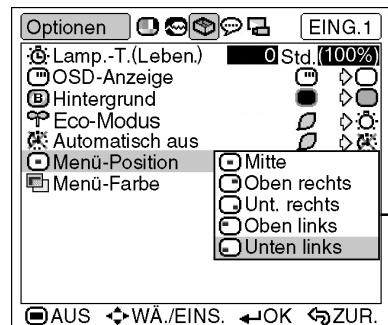 Optionen EING.1
Lamp.-T.(Leben.) 0 Std.(100%)
OSD-Anzeige
B Hintergrund
Eco-Modus
Automatisch aus
Menü-Position Mitte
Menü-Farbe Oben rechts
Unt. rechts
Oben links
Unten links
AUS WÄ./EINS. OK ZUR.